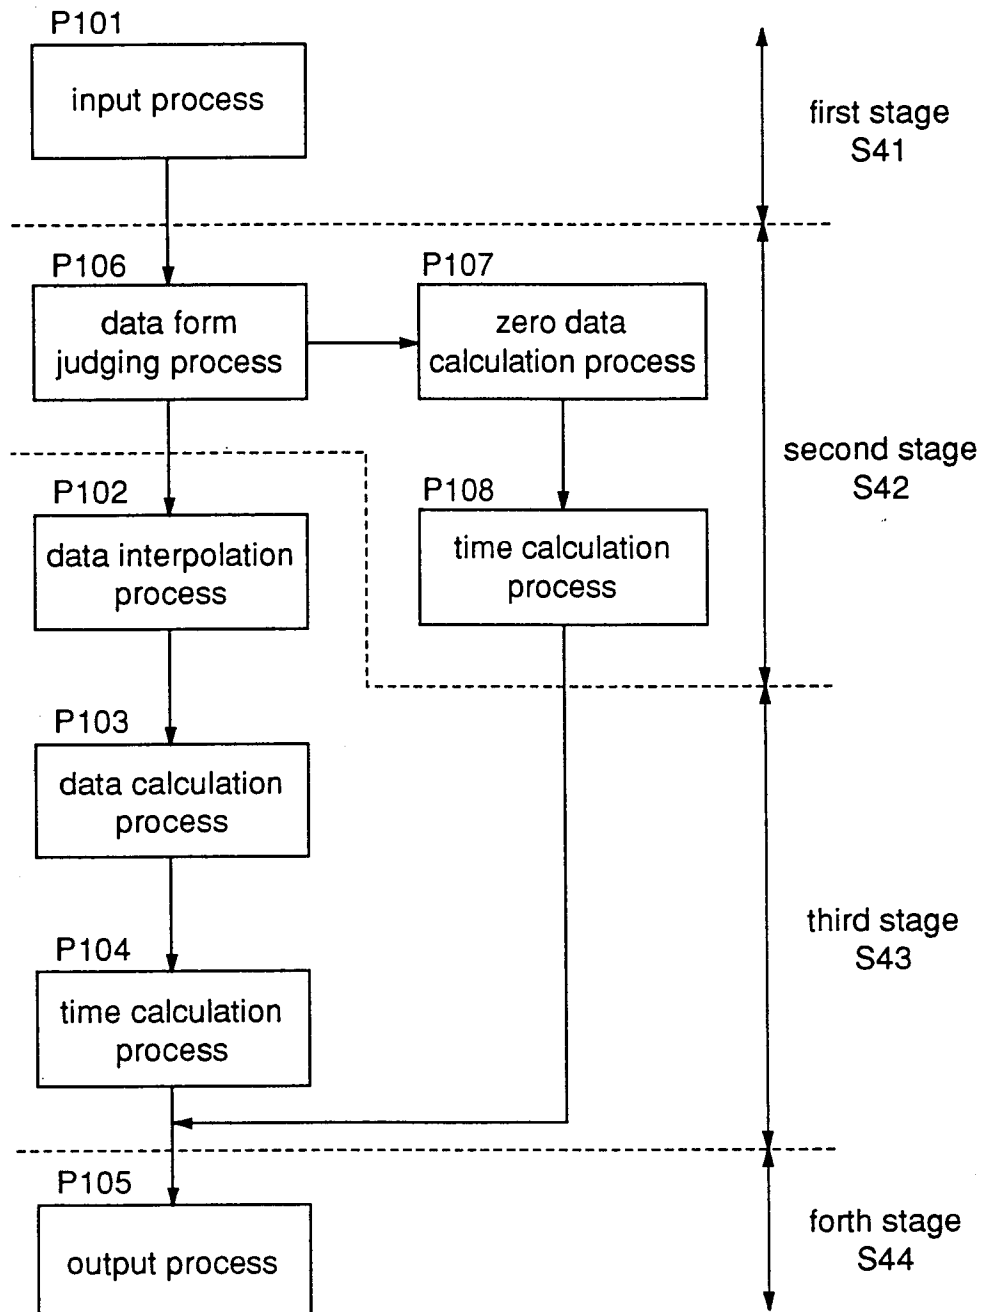 P101
input process
first stage
S41
P106
data form
judging process
P107
zero data
calculation process
second stage
S42
P102
data interpolation
process
P108
time calculation
process
P103
data calculation
process
third stage
S43
P104
time calculation
process
P105
output process
forth stage
S44